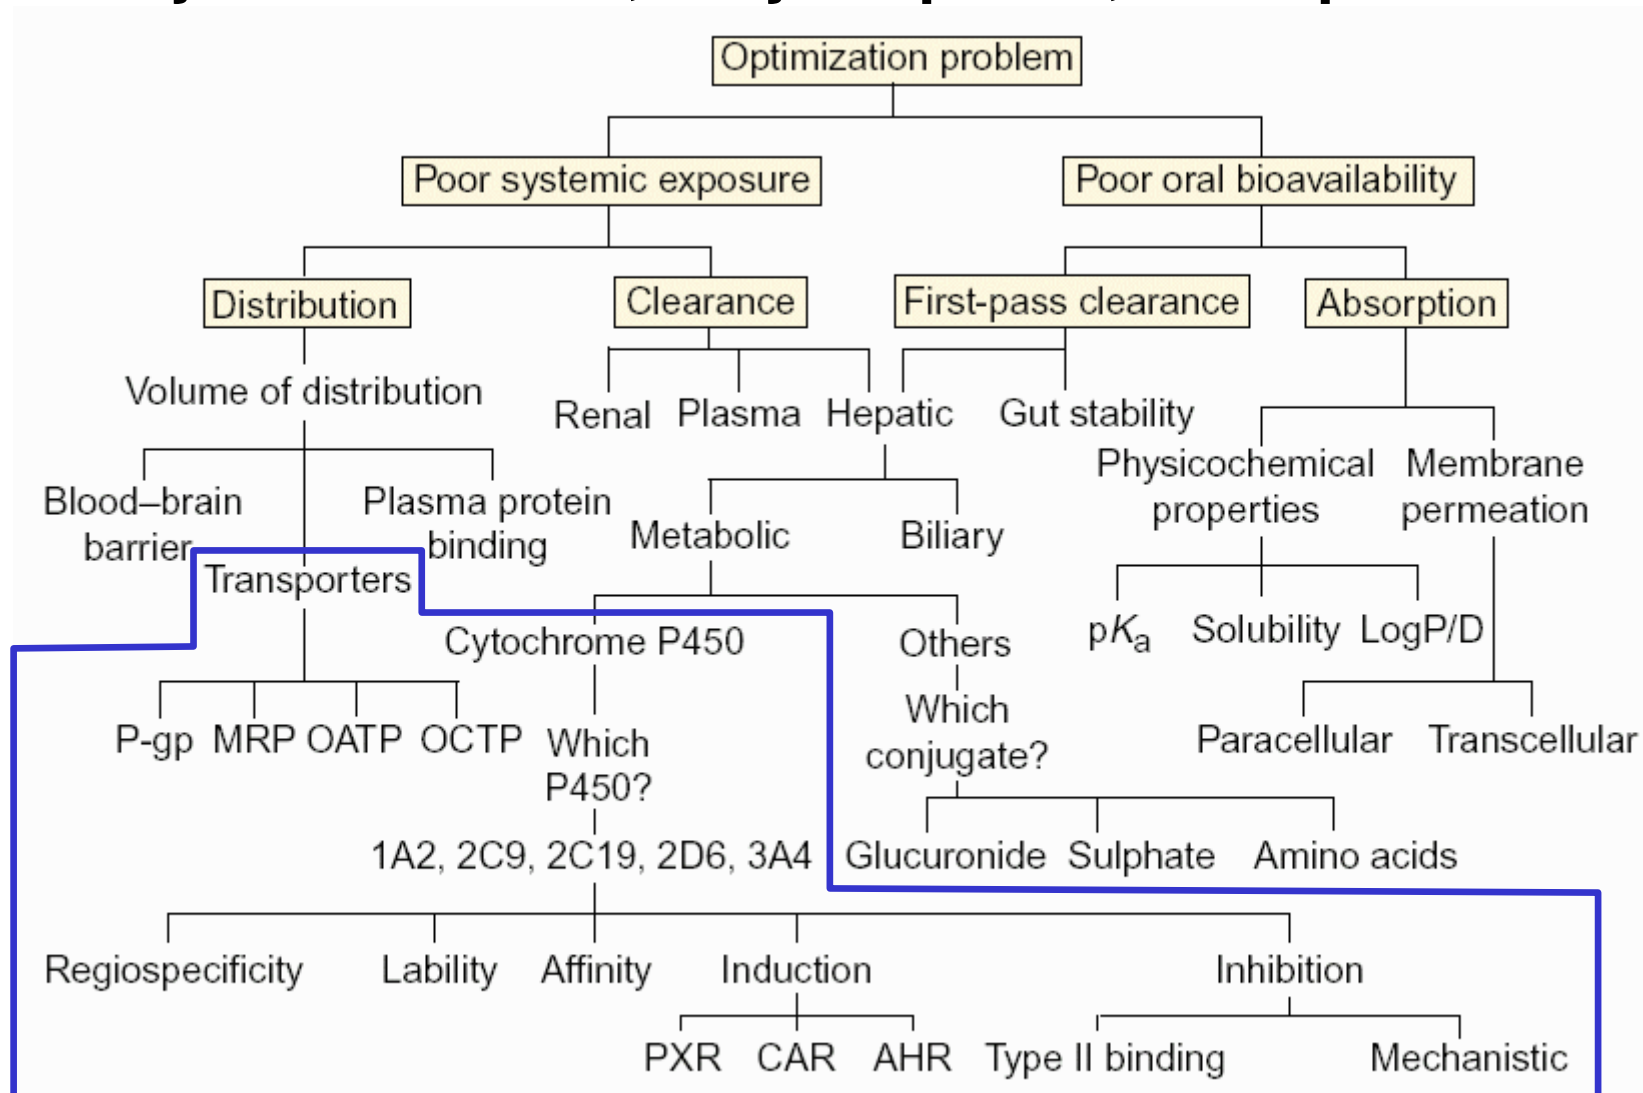 Optimization problem
Poor systemic exposure
Poor oral bioavailability
Distribution
Clearance
First-pass clearance
Absorption
Volume of distribution
Renal
Plasma
Hepatic
Gut stability
Physicochemical
properties
Membrane
permeation
Blood–brain
barrier
Plasma protein
binding
Metabolic
Biliary
Transporters
Cytochrome P450
Others
pKa
Solubility
LogP/D
P-gp
MRP
OATP
OCTP
Which
P450?
Which
conjugate?
Paracellular
Transcellular
1A2, 2C9, 2C19, 2D6, 3A4
Glucuronide
Sulphate
Amino acids
Regiospecificity
Lability
Affinity
Induction
Inhibition
PXR
CAR
AHR
Type II binding
Mechanistic